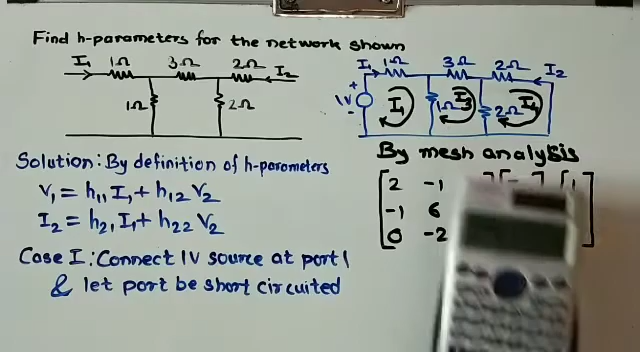 Find h-parameters for the network shown
I₁ 1Ω 3Ω 2Ω I₂
1Ω 2Ω
I₁ 1Ω 3Ω 2Ω I₂
1V + - I₁ 1Ω I₃ 2Ω I₄
Solution: By definition of h-parameters
V₁ = h₁₁ I₁ + h₁₂ V₂
I₂ = h₂₁ I₁ + h₂₂ V₂
Case I: Connect 1V source at port 1
& let port be short circuited
By mesh analysis
2 -1
-1 6
0 -2